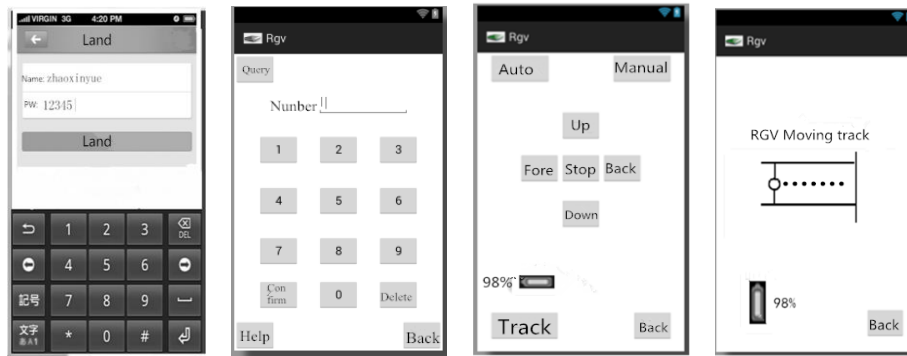 VIRGIN 3G 4:20 PM
Land
Name: zhaoxinyue
PW: 12345
Land
1 2 3 DEL
4 5 6
記号 7 8 9
文字 * 0 #
あA1
Rgv
Query
Nunber
1 2 3
4 5 6
7 8 9
Con
firm 0 Delete
Help Back
Rgv
Auto Manual
Up
Fore Stop Back
Down
98%
Track Back
Rgv
RGV Moving track
98%
Back